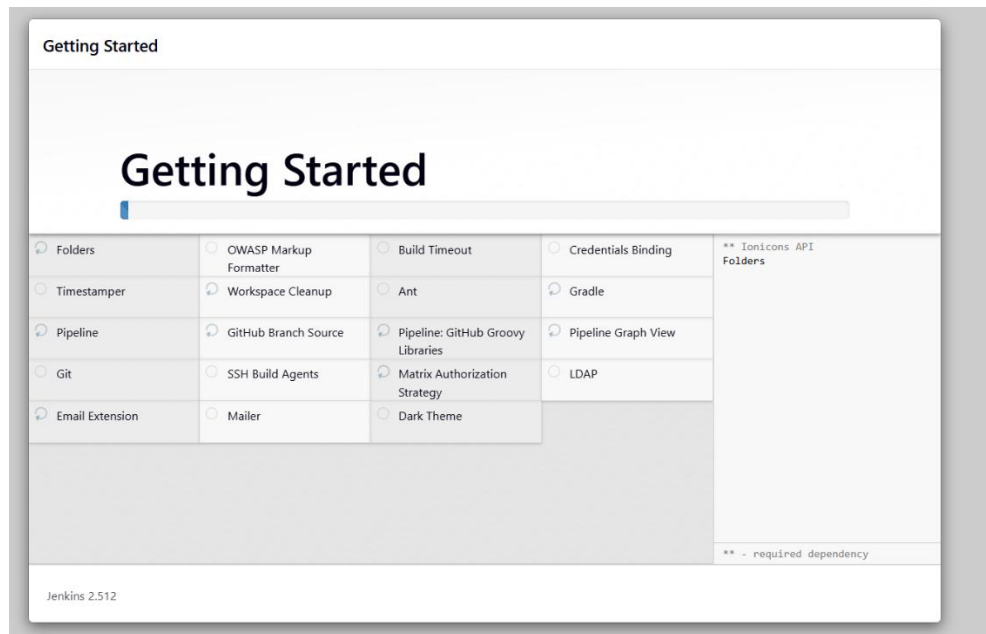 Getting Started
Getting Started
Folders
OWASP Markup
Formatter
Build Timeout
Credentials Binding
** Ionicons API
Folders
Timestamper
Workspace Cleanup
Ant
Gradle
Pipeline
GitHub Branch Source
Pipeline: GitHub Groovy
Libraries
Pipeline Graph View
Git
SSH Build Agents
Matrix Authorization
Strategy
LDAP
Email Extension
Mailer
Dark Theme
** - required dependency
Jenkins 2.512